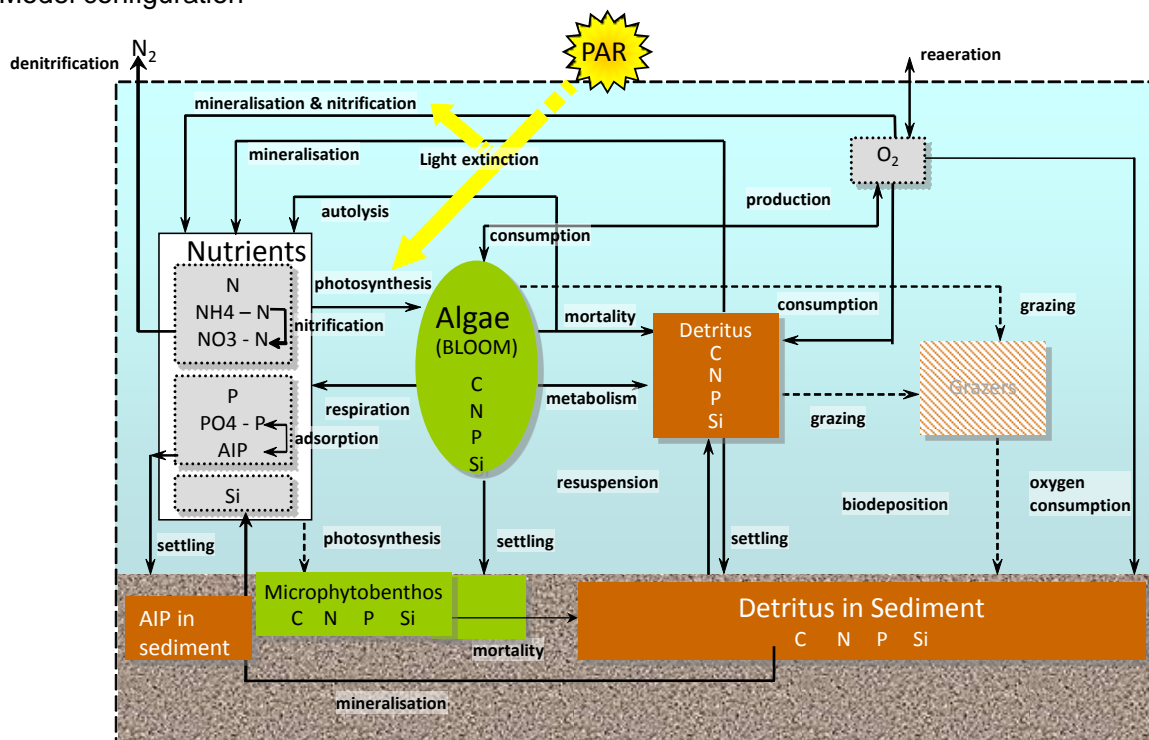 Model configuration
N2
denitrification
PAR
reaeration
mineralisation & nitrification
mineralisation
Light extinction
O2
production
autolysis
consumption
Nutrients
N
NH4 – N
NO3 - N
nitrification
P
PO4 - P
AIP
adsorption
Si
photosynthesis
Algae
(BLOOM)
C
N
P
Si
mortality
respiration
metabolism
consumption
grazing
Detritus
C
N
P
Si
Grazers
grazing
resuspension
biodeposition
oxygen
consumption
settling
photosynthesis
settling
settling
AIP in
sediment
Microphytobenthos
C N P Si
mortality
Detritus in Sediment
C N P Si
mineralisation